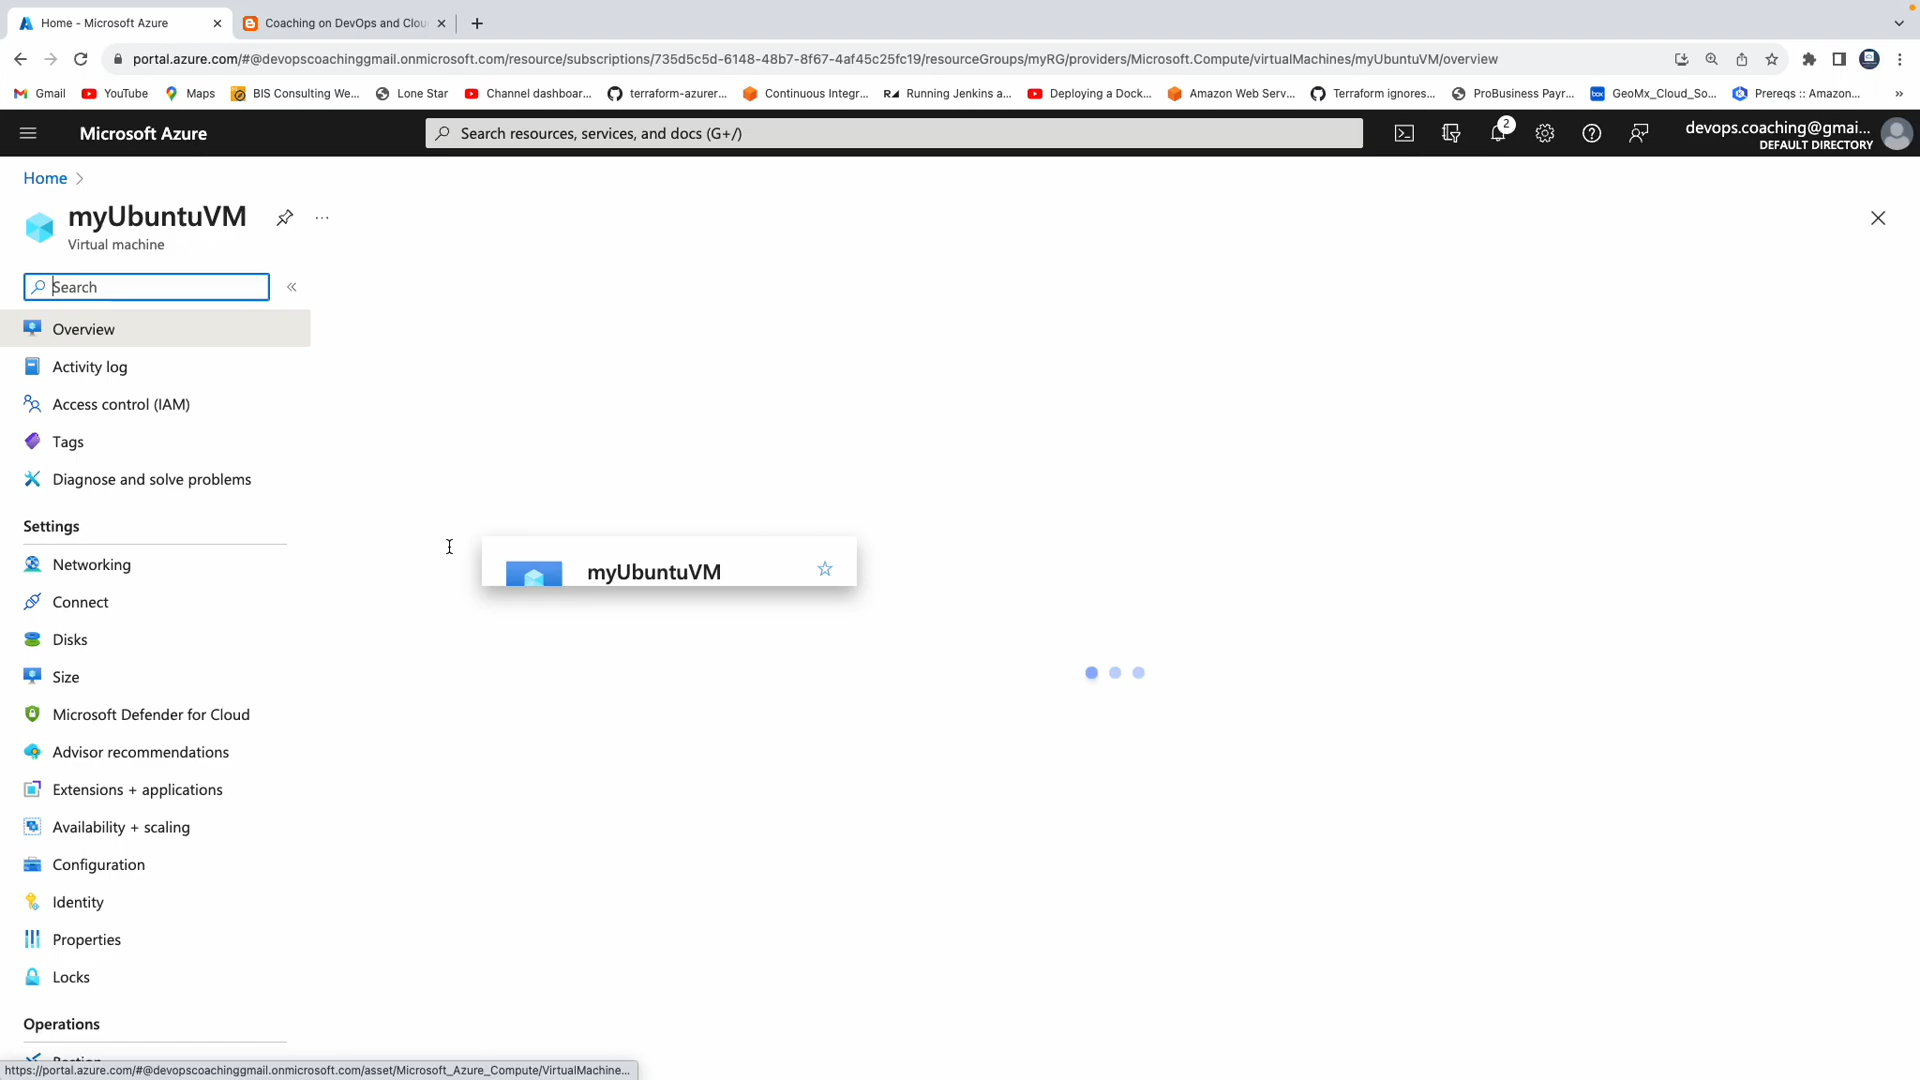 Home - Microsoft Azure
Coaching on DevOps and Clou
portal.azure.com/#@devopscoachinggmail.onmicrosoft.com/resource/subscriptions/735d5c5d-6148-48b7-8f67-4af45c25fc19/resourceGroups/myRG/providers/Microsoft.Compute/virtualMachines/myUbuntuVM/overview
Gmail
YouTube
Maps
BIS Consulting We...
Lone Star
Channel dashboar...
terraform-azurer...
Continuous Integr...
Running Jenkins a...
Deploying a Dock...
Amazon Web Serv...
Terraform ignores...
ProBusiness Payr...
box
GeoMx_Cloud_So...
Prereqs :: Amazon...
Microsoft Azure
Search resources, services, and docs (G+/)
2
devops.coaching@gmai...
DEFAULT DIRECTORY
Home
myUbuntuVM
Virtual machine
Search
Overview
Activity log
Access control (IAM)
Tags
Diagnose and solve problems
Settings
Networking
Connect
Disks
Size
Microsoft Defender for Cloud
Advisor recommendations
Extensions + applications
Availability + scaling
Configuration
Identity
Properties
Locks
Operations
myUbuntuVM
https://portal.azure.com/#@devopscoachinggmail.onmicrosoft.com/asset/Microsoft_Azure_Compute/VirtualMachine...